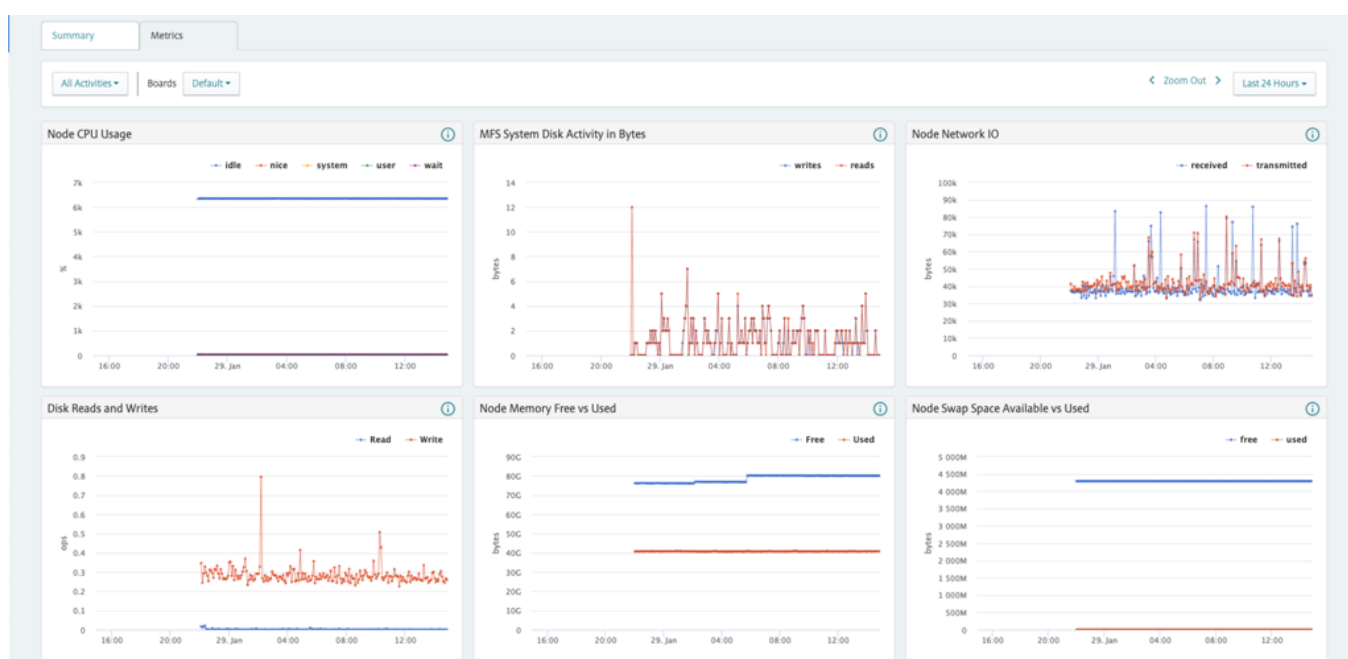 Summary Metrics
All Activities Boards Default Zoom Out Last 24 Hours
Node CPU Usage
idle nice system user wait
7k
6k
5k
4k
3k
2k
1k
0
%
16:00 20:00 29. Jan 04:00 08:00 12:00
MFS System Disk Activity in Bytes
writes reads
14
12
10
8
6
4
2
0
bytes
16:00 20:00 29. Jan 04:00 08:00 12:00
Node Network IO
received transmitted
100k
90k
80k
70k
60k
50k
40k
30k
20k
10k
0
bytes
16:00 20:00 29. Jan 04:00 08:00 12:00
Disk Reads and Writes
Read Write
0.9
0.8
0.7
0.6
0.5
0.4
0.3
0.2
0.1
0
ops
16:00 20:00 29. Jan 04:00 08:00 12:00
Node Memory Free vs Used
Free Used
90G
80G
70G
60G
50G
40G
30G
20G
10G
0
bytes
16:00 20:00 29. Jan 04:00 08:00 12:00
Node Swap Space Available vs Used
free used
5 000M
4 500M
4 000M
3 500M
3 000M
2 500M
2 000M
1 500M
1 000M
500M
0
bytes
16:00 20:00 29. Jan 04:00 08:00 12:00